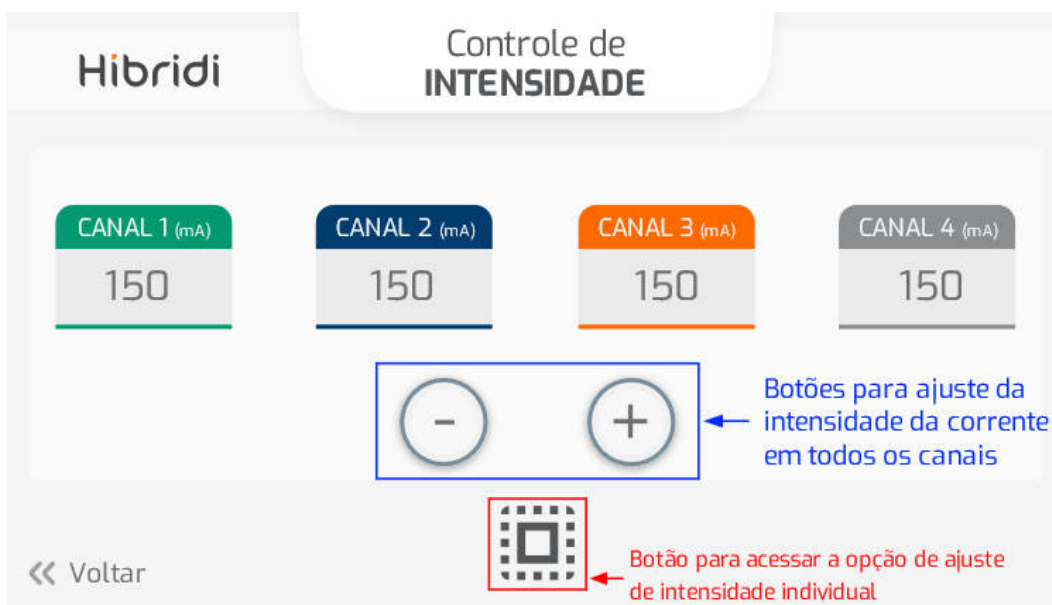 Híbridi
Controle de
INTENSIDADE
CANAL 1 (mA)
CANAL 2 (mA)
CANAL 3 (mA)
CANAL 4 (mA)
150
150
150
150
-
+
Botões para ajuste da
intensidade da corrente
em todos os canais
<< Voltar
Botão para acessar a opção de ajuste
de intensidade individual